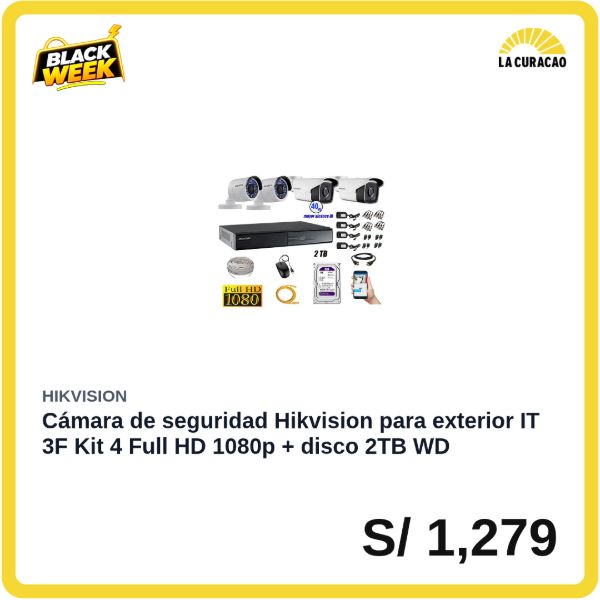 BLACK
WEEK
LA CURACAO
40
2 TB
Full HD
1080
HIKVISION
Cámara de seguridad Hikvision para exterior IT
3F Kit 4 Full HD 1080p + disco 2TB WD
S/ 1,279